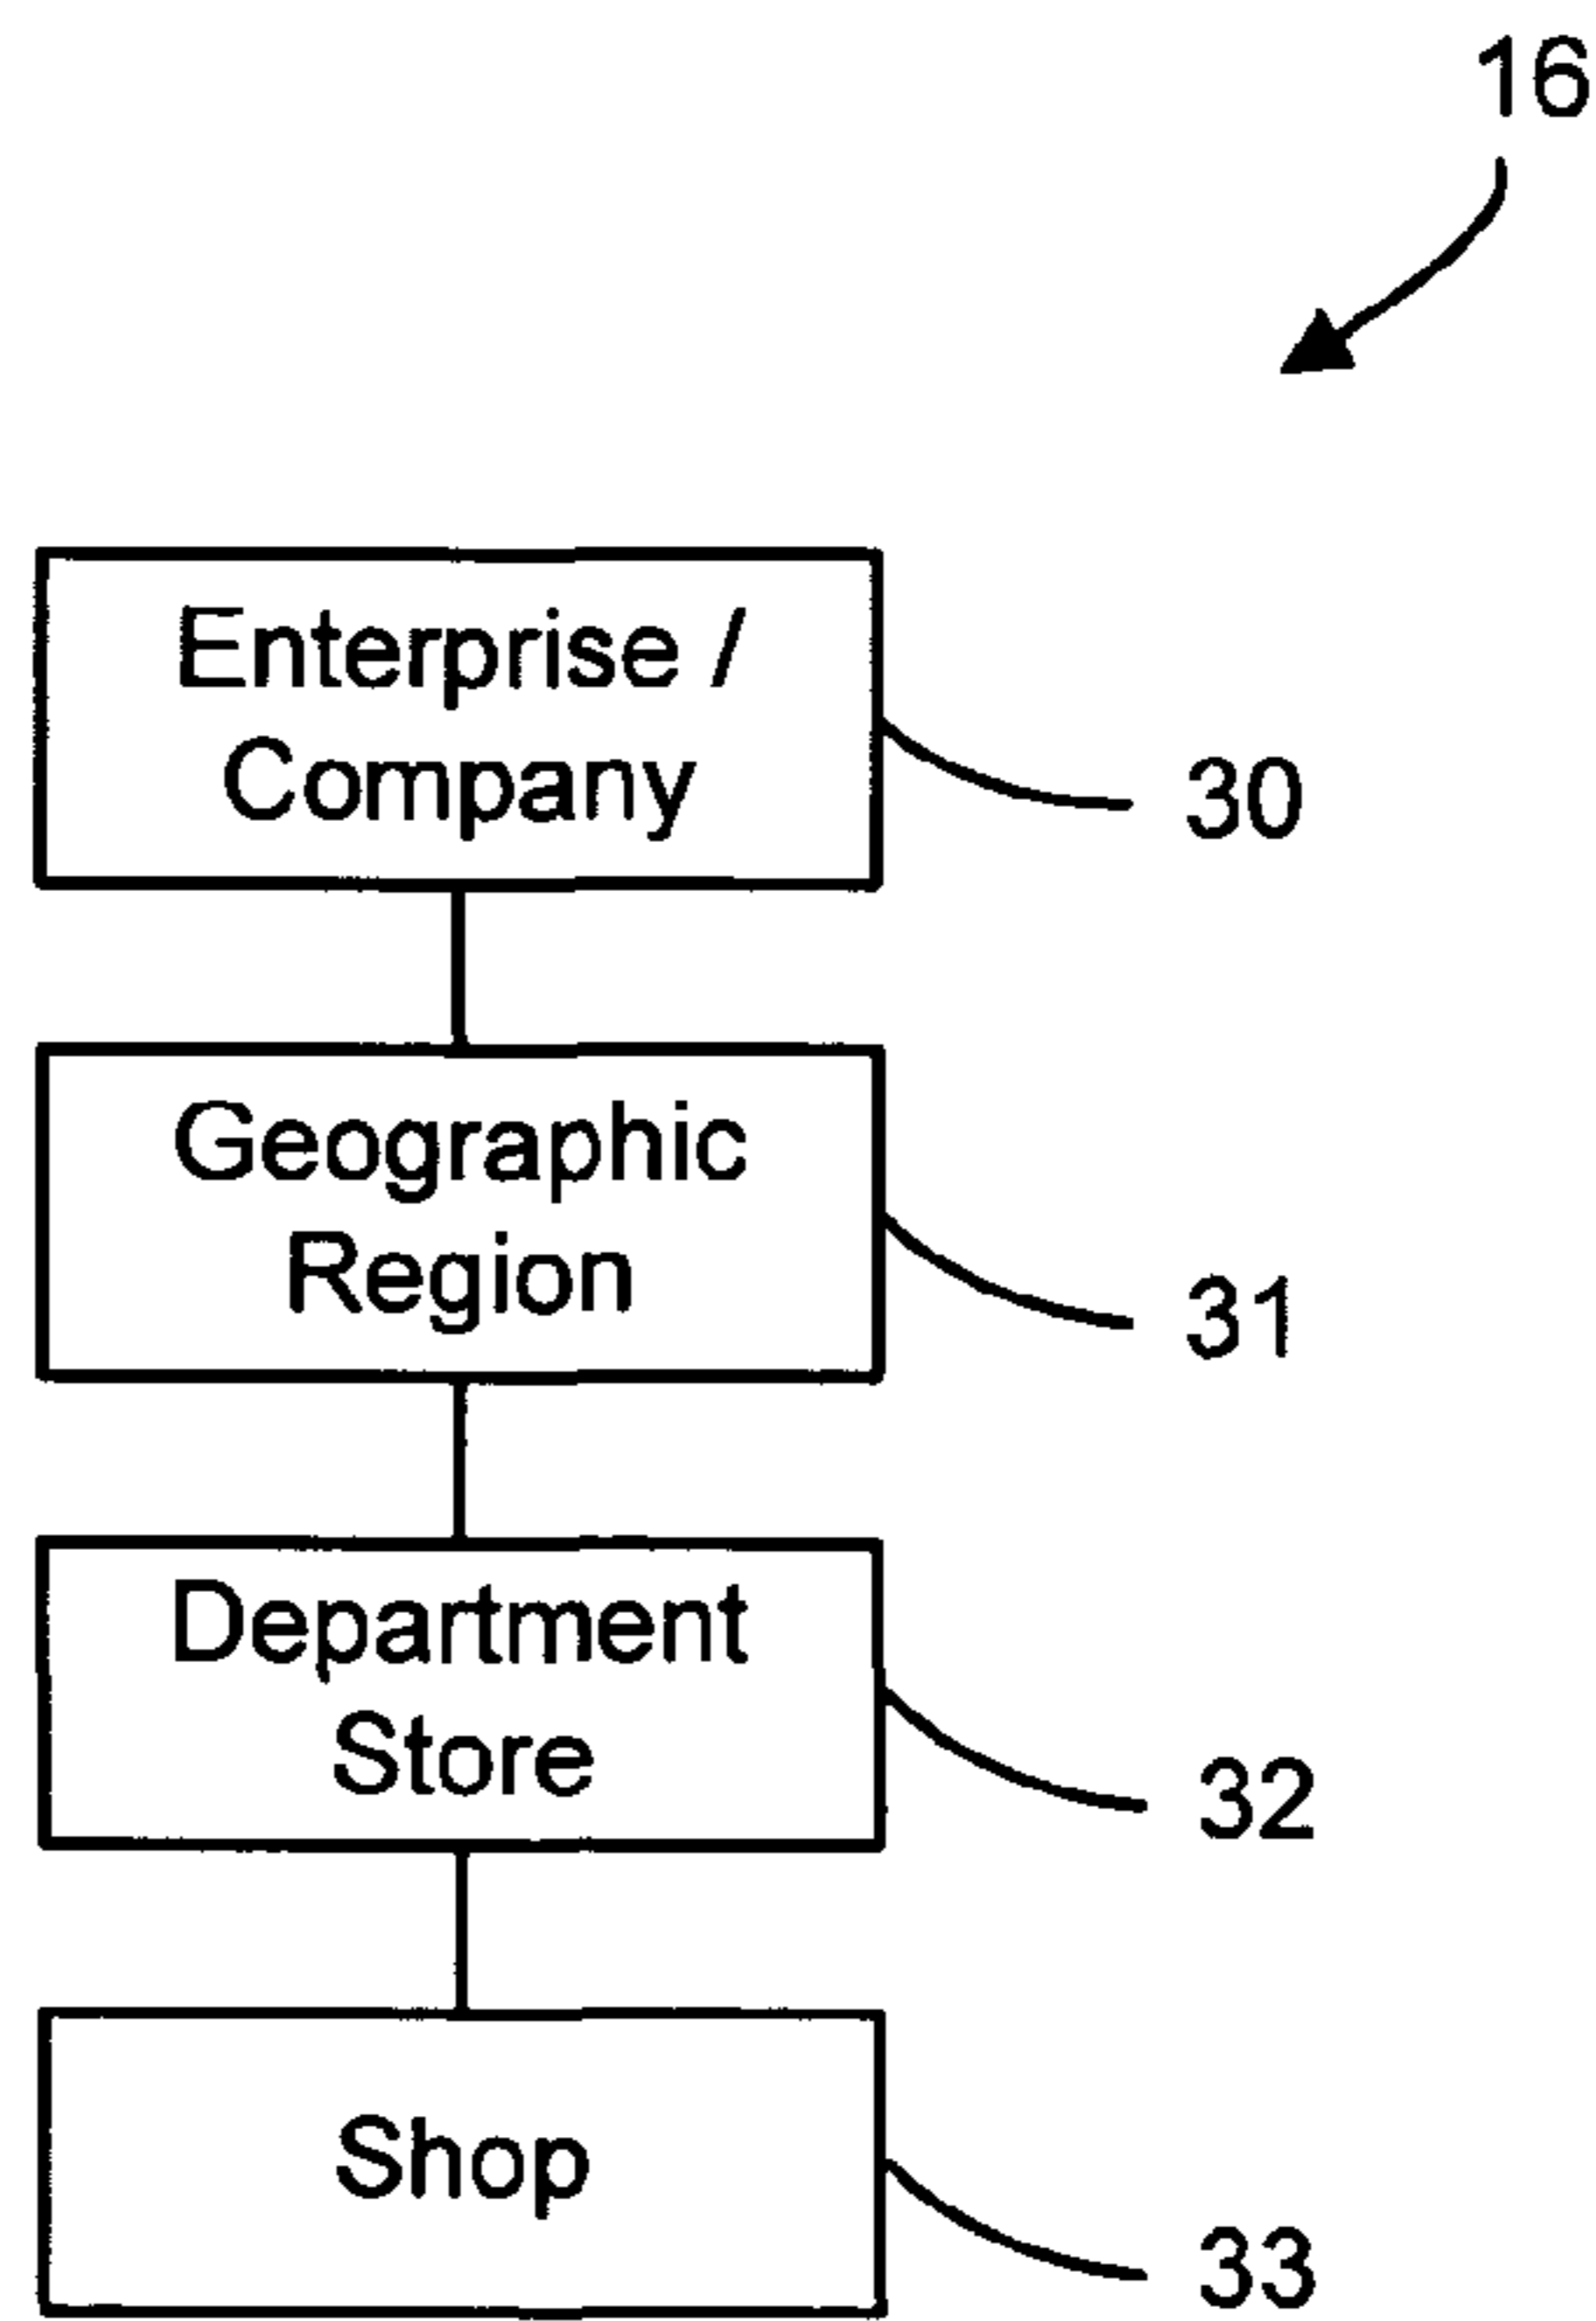 16
Enterprise /
Company
30
Geographic
Region
31
Department
Store
32
Shop
33